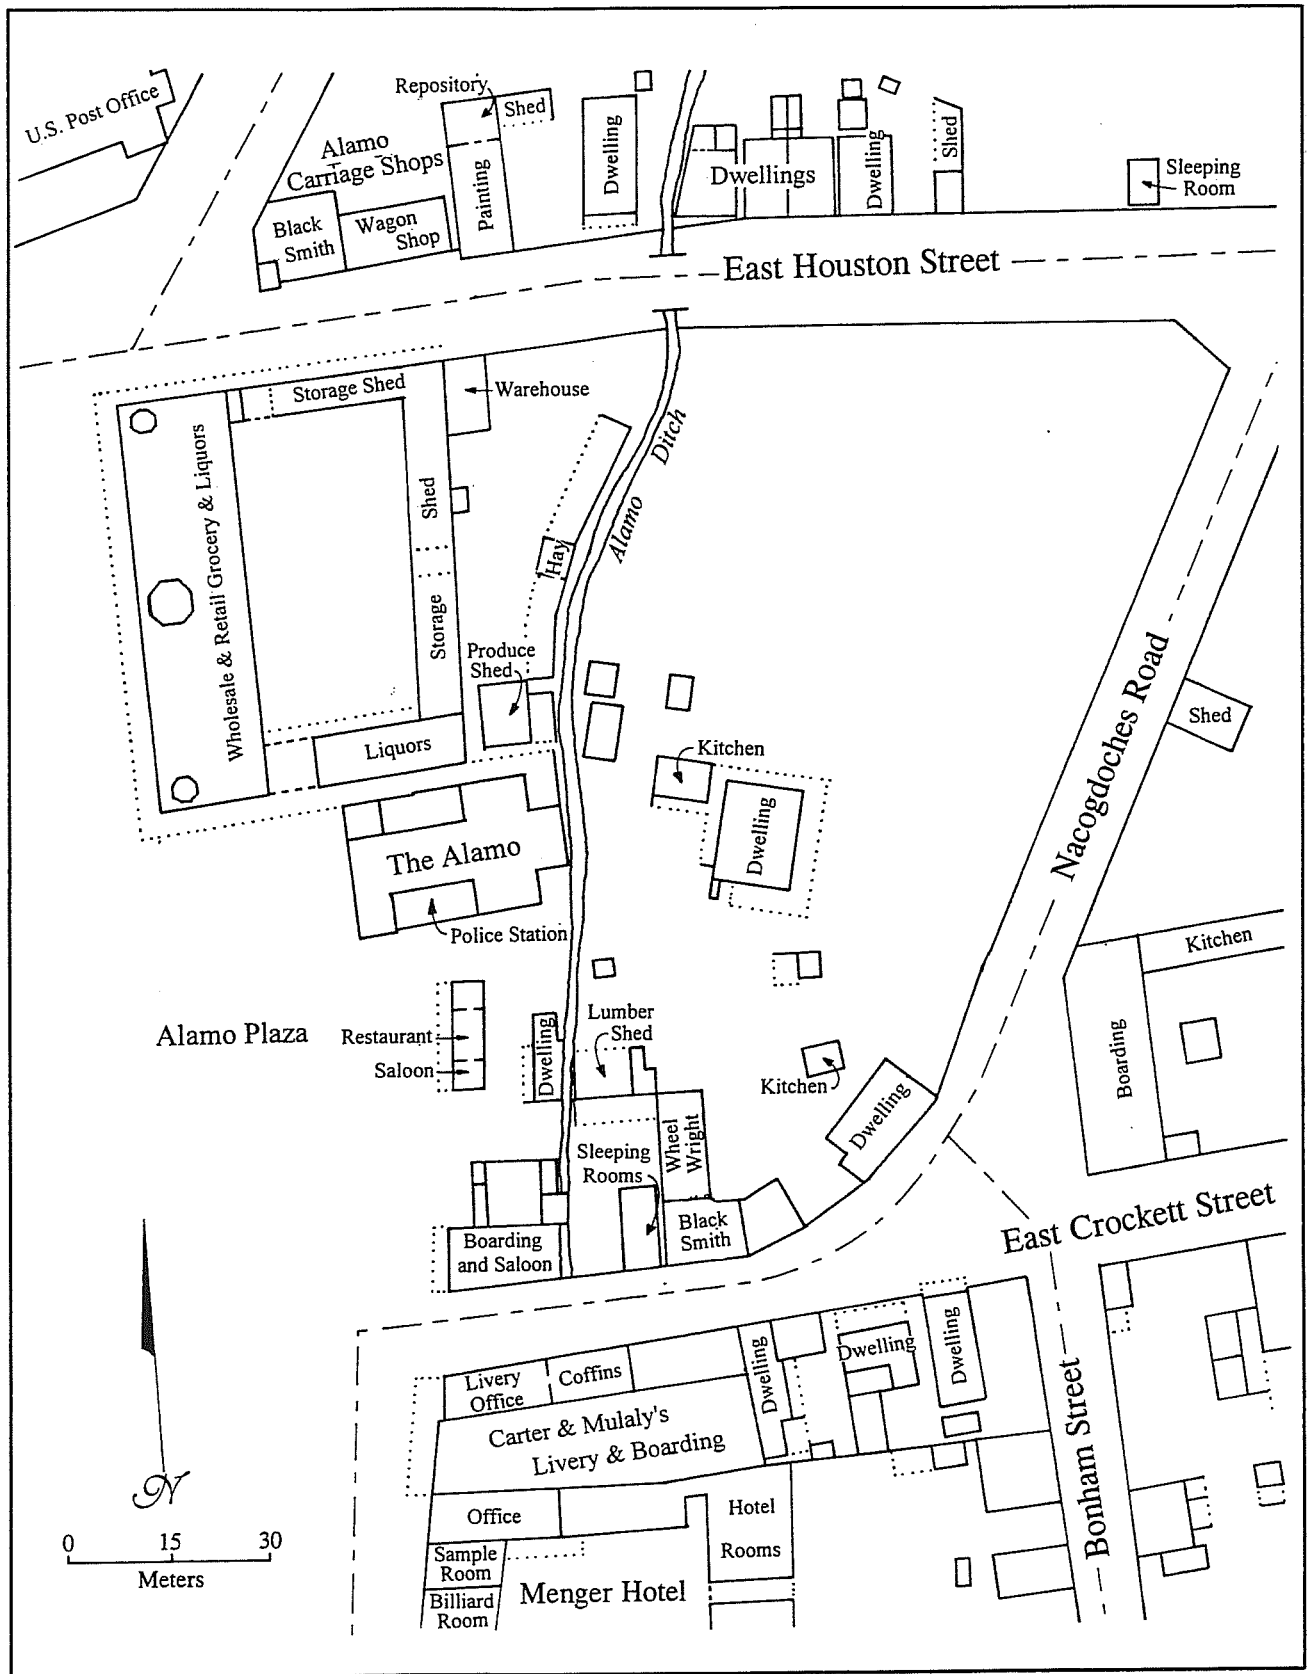 U.S. Post Office
Repository
Shed
Alamo
Carriage Shops
Black
Smith
Wagon
Shop
Painting
Dwelling
Dwellings
Dwelling
Shed
Sleeping
Room
East Houston Street
Storage Shed
Warehouse
Wholesale & Retail Grocery & Liquors
Shed
Storage
Hay
Alamo Ditch
Produce
Shed
Liquors
Kitchen
Dwelling
The Alamo
Police Station
Nacogdoches Road
Shed
Kitchen
Boarding
Alamo Plaza
Restaurant
Saloon
Dwelling
Lumber
Shed
Kitchen
Dwelling
Sleeping
Rooms
Wheel
Wright
Black
Smith
Boarding
and Saloon
East Crockett Street
Livery
Office
Coffins
Dwelling
Dwelling
Dwelling
Carter & Mulaly's
Livery & Boarding
Bonham Street
Office
Hotel
Rooms
Sample
Room
Billiard
Room
Menger Hotel
N
0 15 30
Meters